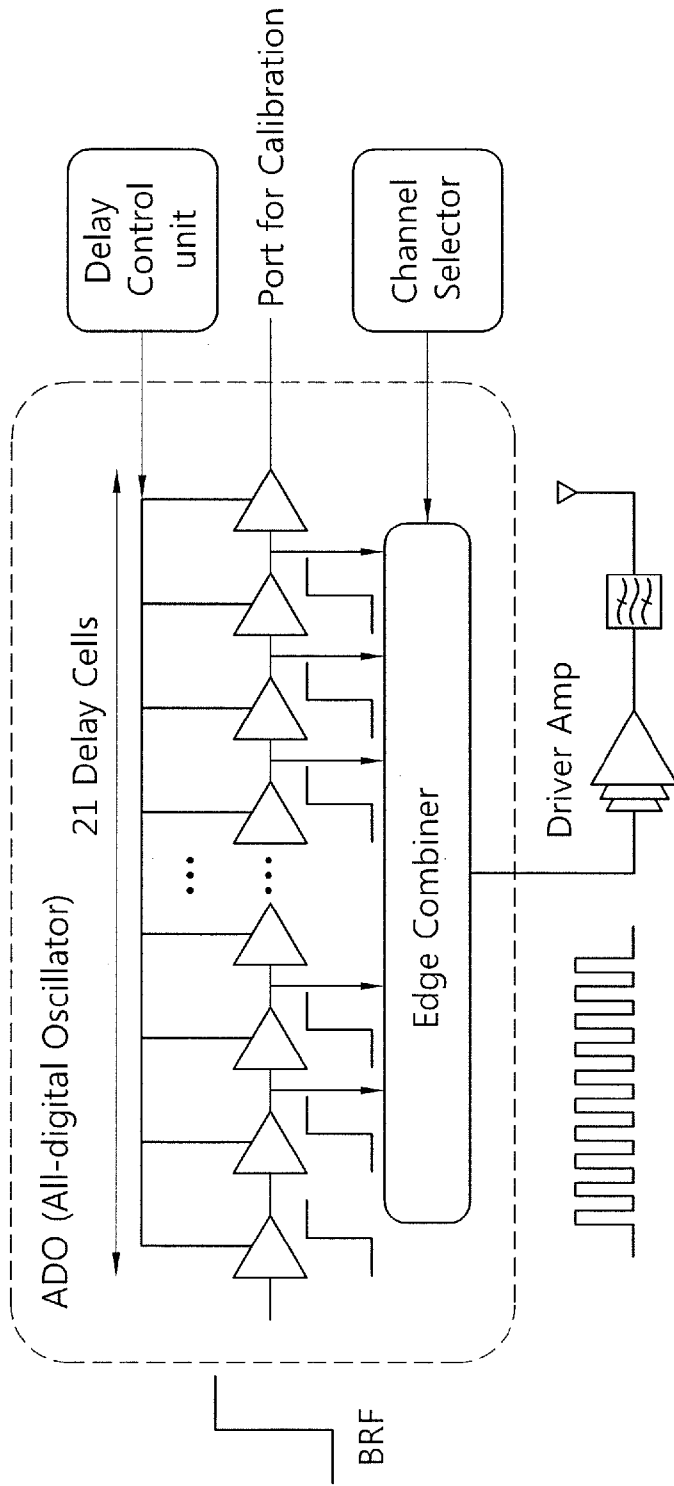 ADO (All-digital Oscillator)
21 Delay Cells
Delay
Control
unit
Port for Calibration
Channel
Selector
Edge Combiner
BRF
Driver Amp